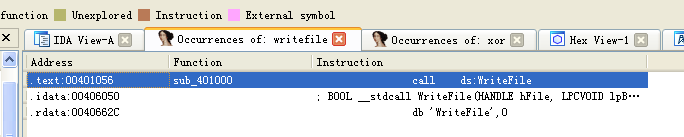 function Unexplored Instruction External symbol
IDA View-A Occurrences of: writefile Occurrences of: xor Hex View-1
Address Function Instruction
.text:00401056 sub_401000 call ds:WriteFile
.idata:00406050 ; BOOL __stdcall WriteFile(HANDLE hFile, LPCVOID lpB…
.rdata:0040662C db 'WriteFile',0